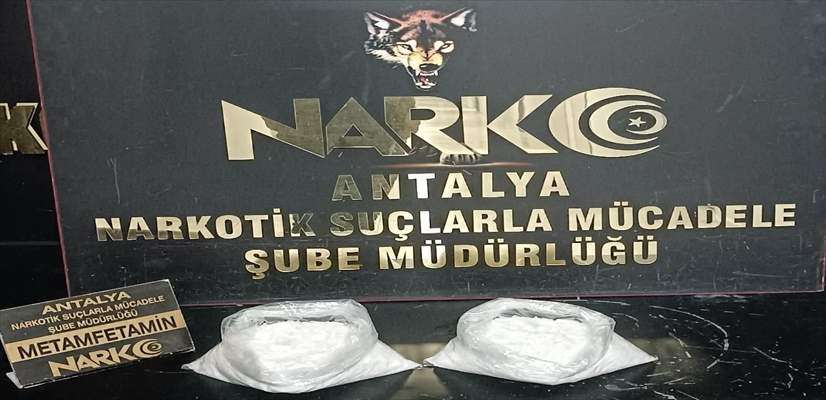 NARKO
ANTALYA
NARKOTİK SUÇLARLA MÜCADELE
ŞUBE MÜDÜRLÜĞÜ
K
ANTALYA
NARKOTİK SUÇLARLA MÜCADELE
ŞUBE MÜDÜRLÜĞÜ
METAMFETAMİN
NARKO